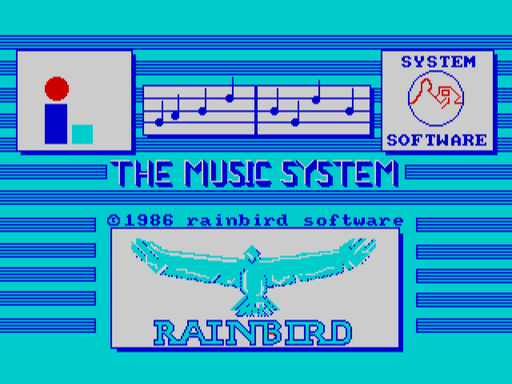 SYSTEM
SOFTWARE
THE MUSIC SYSTEM
©1986 rainbird software
RAINBIRD